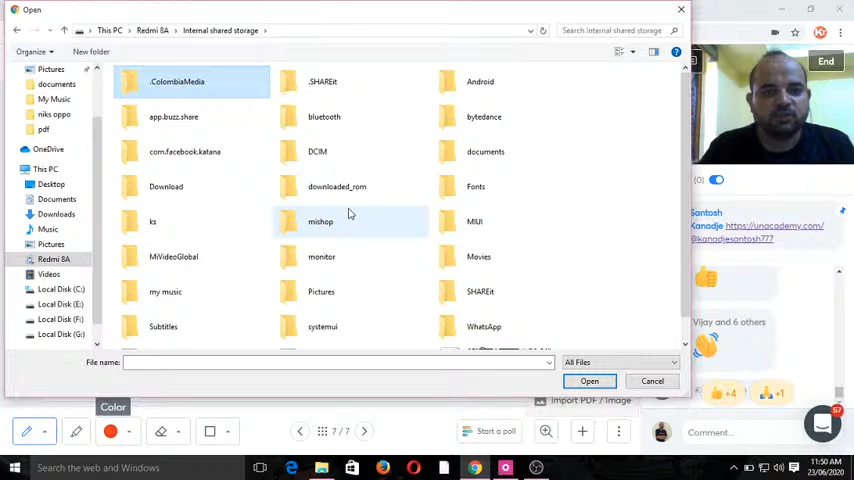 Open
This PC > Redmi 8A > Internal shared storage >
Search Internal shared storage
Organize
New folder
Pictures
documents
My Music
niks oppo
pdf
OneDrive
This PC
Desktop
Documents
Downloads
Music
Pictures
Redmi 8A
Videos
Local Disk (C:)
Local Disk (E:)
Local Disk (F:)
Local Disk (G:)
.ColombiaMedia
.SHAREit
Android
app.buzz.share
bluetooth
bytedance
com.facebook.katana
DCIM
documents
Download
downloaded_rom
Fonts
ks
mishop
MIUI
MiVideoGlobal
monitor
Movies
my music
Pictures
SHAREit
Subtitles
systemui
WhatsApp
File name:
All Files
Open
Cancel
End
(0)
Santosh
Kanadje https://unacademy.com/
@kanadjesantosh777
Vijay and 6 others
+4
+1
57
Import PDF / Image
Color
7 / 7
Start a poll
Comment...
Search the web and Windows
11:50 AM
23/06/2020